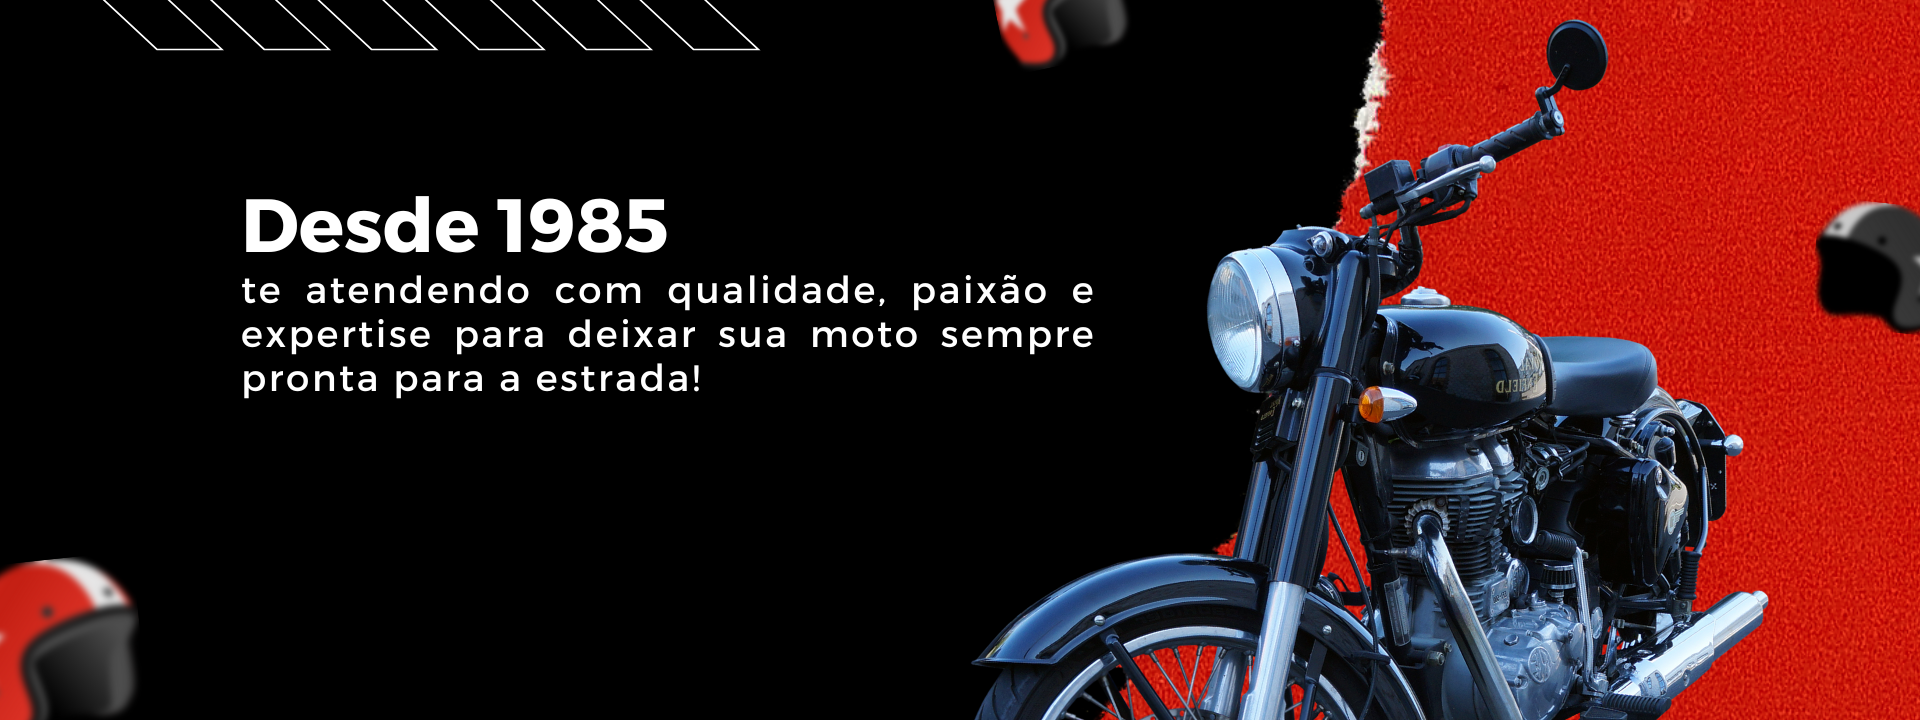 Desde 1985
te atendendo com qualidade, paixão e
expertise para deixar sua moto sempre
pronta para a estrada!